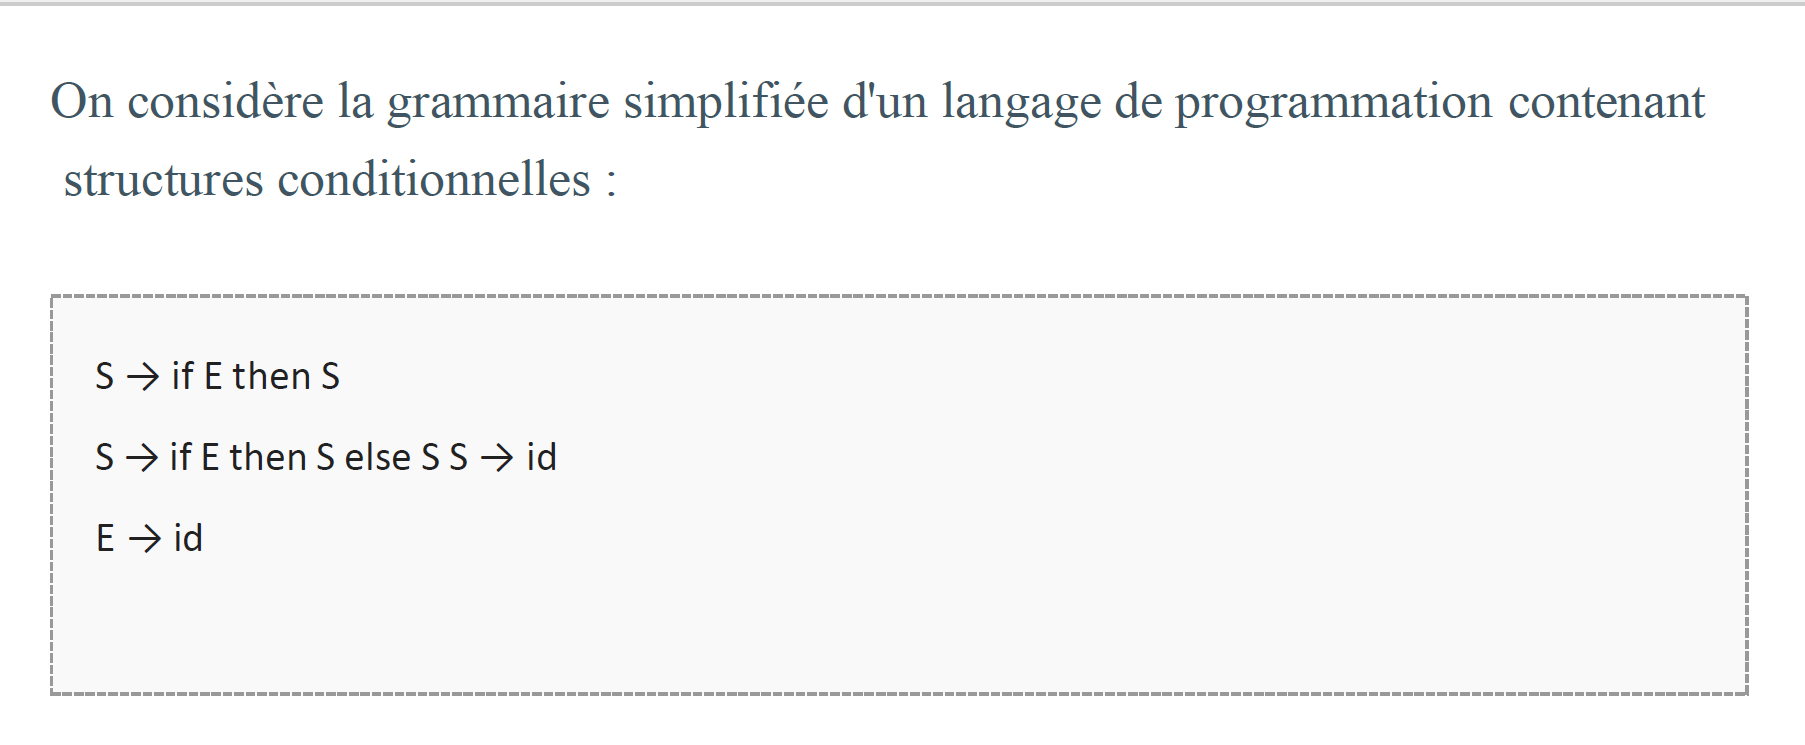 On considère la grammaire simplifiée d'un langage de programmation contenant
structures conditionnelles :
S → if E then S
S → if E then S else S S → id
E → id